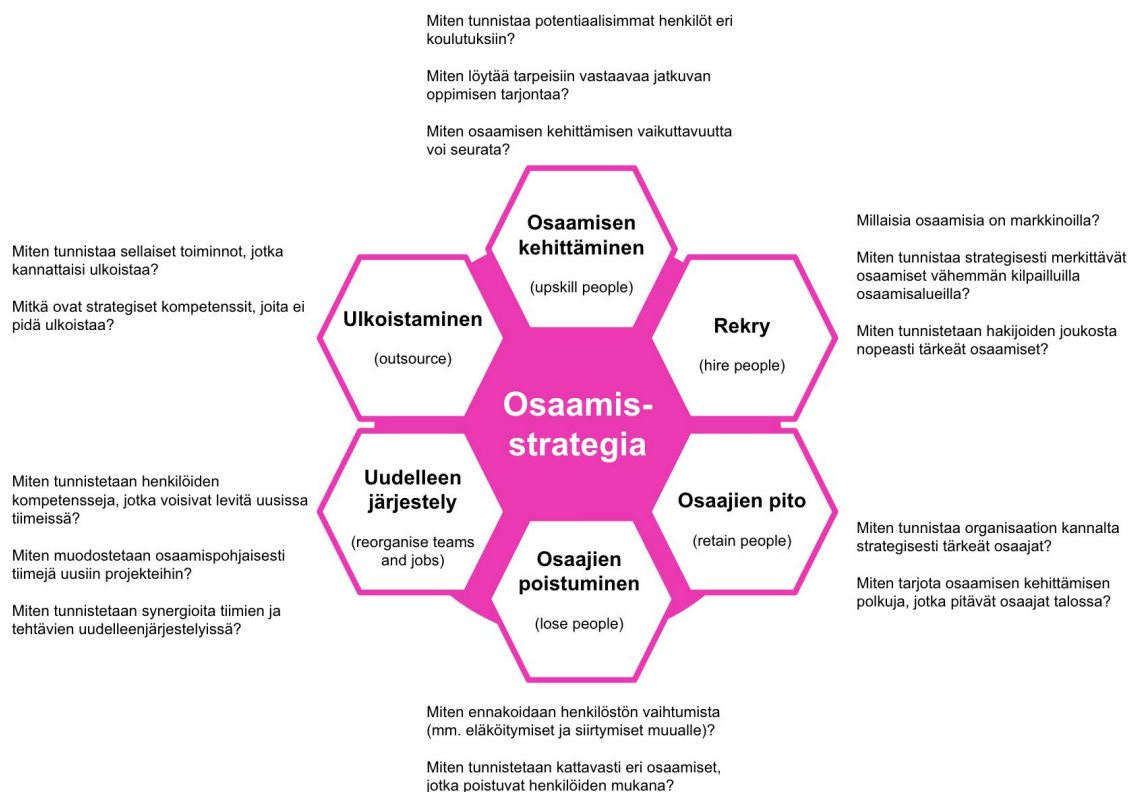 Miten tunnistaa potentiaalisimmat henkilöt eri
koulutuksiin?
Miten löytää tarpeisiin vastaavaa jatkuvan
oppimisen tarjontaa?
Miten osaamisen kehittämisen vaikuttavuutta
voi seurata?
Osaamisen
kehittäminen
(upskill people)
Millaisia osaamisia on markkinoilla?
Miten tunnistaa strategisesti merkittävät
osaamiset vähemmän kilpailluilla
osaamisalueilla?
Miten tunnistetaan hakijoiden joukosta
nopeasti tärkeät osaamiset?
Rekry
(hire people)
Miten tunnistaa sellaiset toiminnot, jotka
kannattaisi ulkoistaa?
Mitkä ovat strategiset kompetenssit, joita ei
pidä ulkoistaa?
Ulkoistaminen
(outsource)
Osaamis-
strategia
Miten tunnistetaan henkilöiden
kompetensseja, jotka voisivat levitä uusissa
tiimeissä?
Miten muodostetaan osaamispohjaisesti
tiimejä uusiin projekteihin?
Miten tunnistetaan synergioita tiimien ja
tehtävien uudelleenjärjestelyissä?
Uudelleen
järjestely
(reorganise teams
and jobs)
Osaajien pito
(retain people)
Miten tunnistaa organisaation kannalta
strategisesti tärkeät osaajat?
Miten tarjota osaamisen kehittämisen
polkuja, jotka pitävät osaajat talossa?
Osaajien
poistuminen
(lose people)
Miten ennakoidaan henkilöstön vaihtumista
(mm. eläköitymiset ja siirtymiset muualle)?
Miten tunnistetaan kattavasti eri osaamiset,
jotka poistuvat henkilöiden mukana?